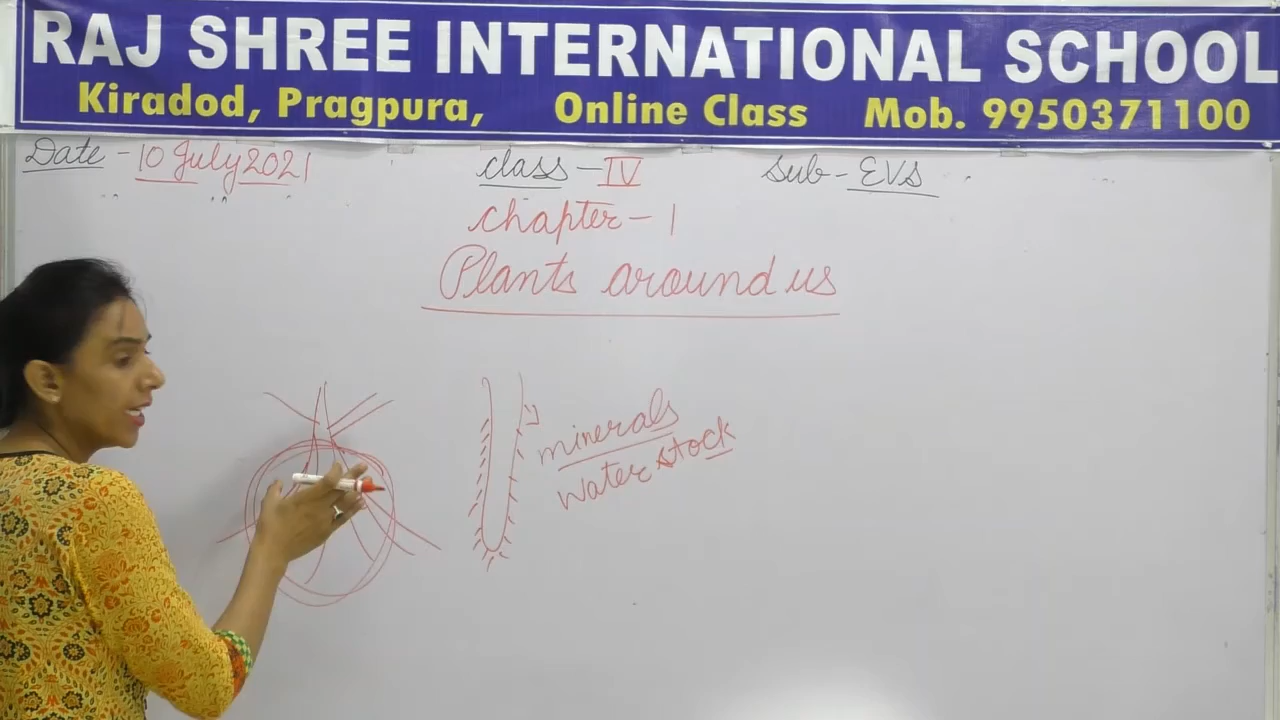 RAJ SHREE INTERNATIONAL SCHOOL
Kiradod, Pragpura, Online Class Mob. 9950371100
Date - 10 July 2021 class - IV Sub - EVS
Chapter - 1
Plants around us
minerals
water stock